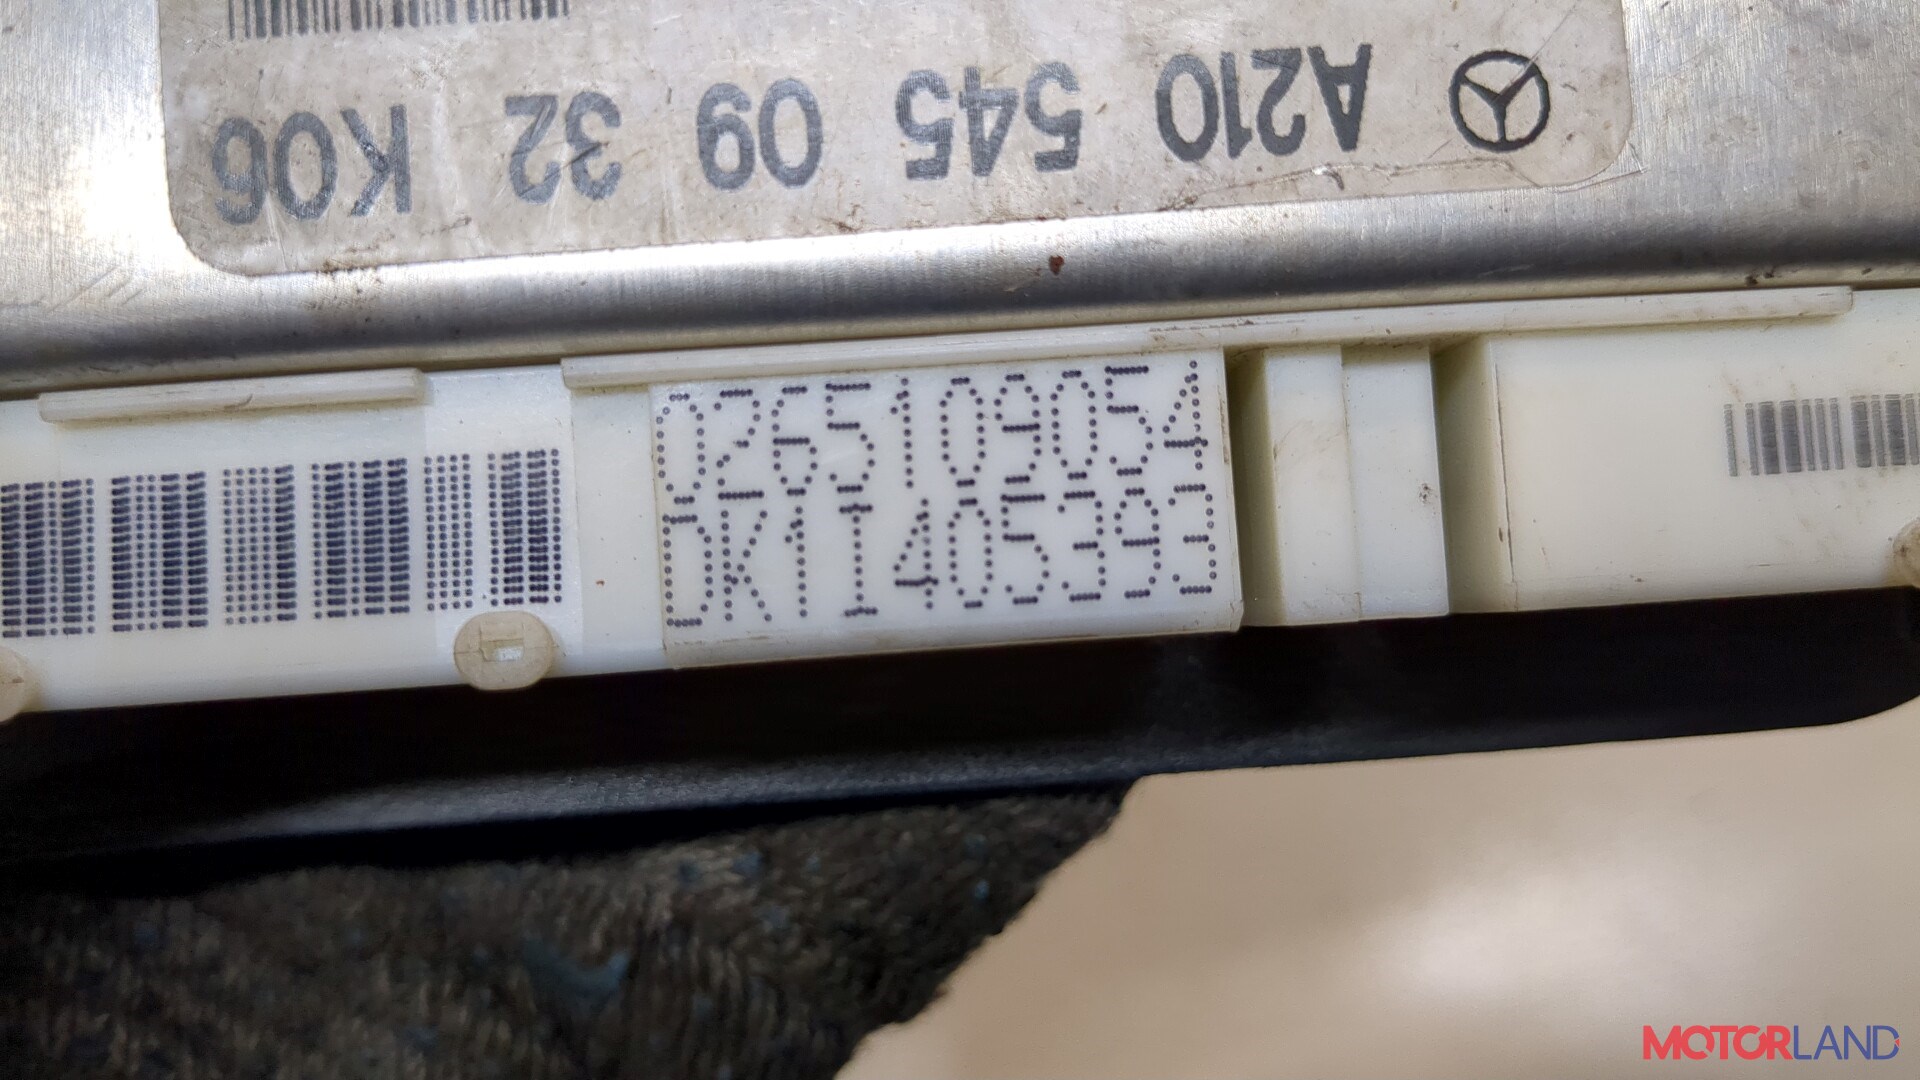 A210 545 09 32 K06
0265109054
DK1I405393
MOTORLAND